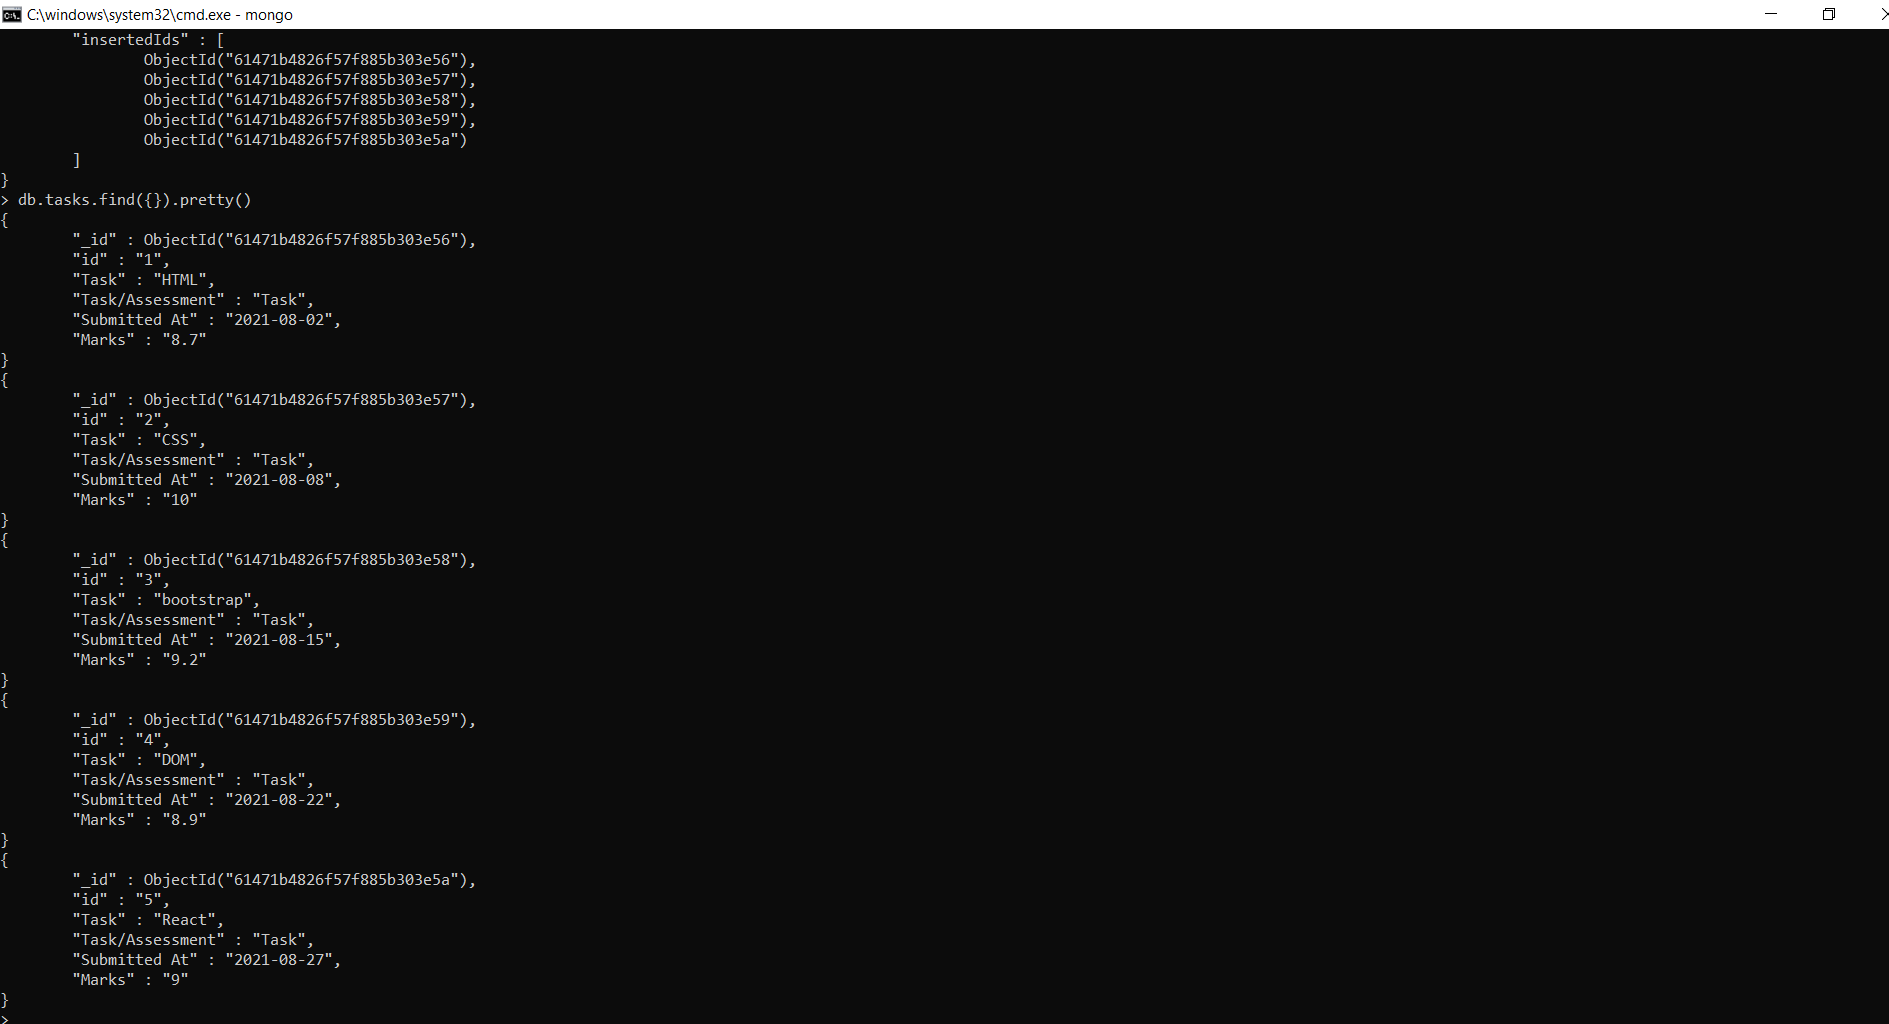 C:\windows\system32\cmd.exe - mongo
"insertedIds" : [
ObjectId("61471b4826f57f885b303e56"),
ObjectId("61471b4826f57f885b303e57"),
ObjectId("61471b4826f57f885b303e58"),
ObjectId("61471b4826f57f885b303e59"),
ObjectId("61471b4826f57f885b303e5a")
]
}
> db.tasks.find({}).pretty()
{
"_id" : ObjectId("61471b4826f57f885b303e56"),
"id" : "1",
"Task" : "HTML",
"Task/Assessment" : "Task",
"Submitted At" : "2021-08-02",
"Marks" : "8.7"
}
{
"_id" : ObjectId("61471b4826f57f885b303e57"),
"id" : "2",
"Task" : "CSS",
"Task/Assessment" : "Task",
"Submitted At" : "2021-08-08",
"Marks" : "10"
}
{
"_id" : ObjectId("61471b4826f57f885b303e58"),
"id" : "3",
"Task" : "bootstrap",
"Task/Assessment" : "Task",
"Submitted At" : "2021-08-15",
"Marks" : "9.2"
}
{
"_id" : ObjectId("61471b4826f57f885b303e59"),
"id" : "4",
"Task" : "DOM",
"Task/Assessment" : "Task",
"Submitted At" : "2021-08-22",
"Marks" : "8.9"
}
{
"_id" : ObjectId("61471b4826f57f885b303e5a"),
"id" : "5",
"Task" : "React",
"Task/Assessment" : "Task",
"Submitted At" : "2021-08-27",
"Marks" : "9"
}
>